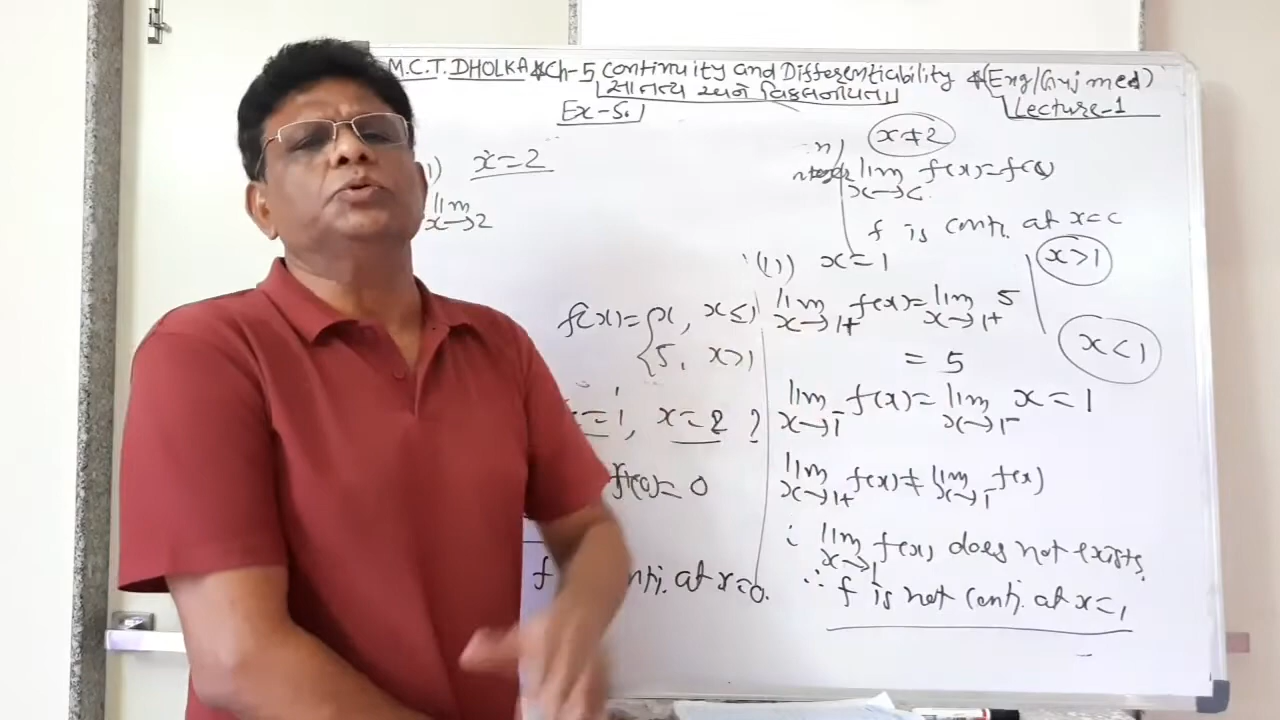 M.C.T. DHOLKA * Ch-5 Continuity and Differentiability * (Eng/Guj med)
સાતત્ય અને વિકલનીયતા
Lecture-1
Ex-5.1
x=2
lim x→2
f(x)={x, x≤1
5, x>1
x=1, x=2 ?
f(0)=0
f conti. at x=0.
x≠2
lim x→c f(x)=f(c)
f is conti. at x=c
(ii) x=1
x>1
lim x→1+ f(x)= lim x→1+ 5
= 5
x<1
lim x→1- f(x)= lim x→1- x = 1
lim x→1+ f(x)≠ lim x→1- f(x)
∴ lim x→1 f(x) does not exists.
∴ f is not conti. at x=1